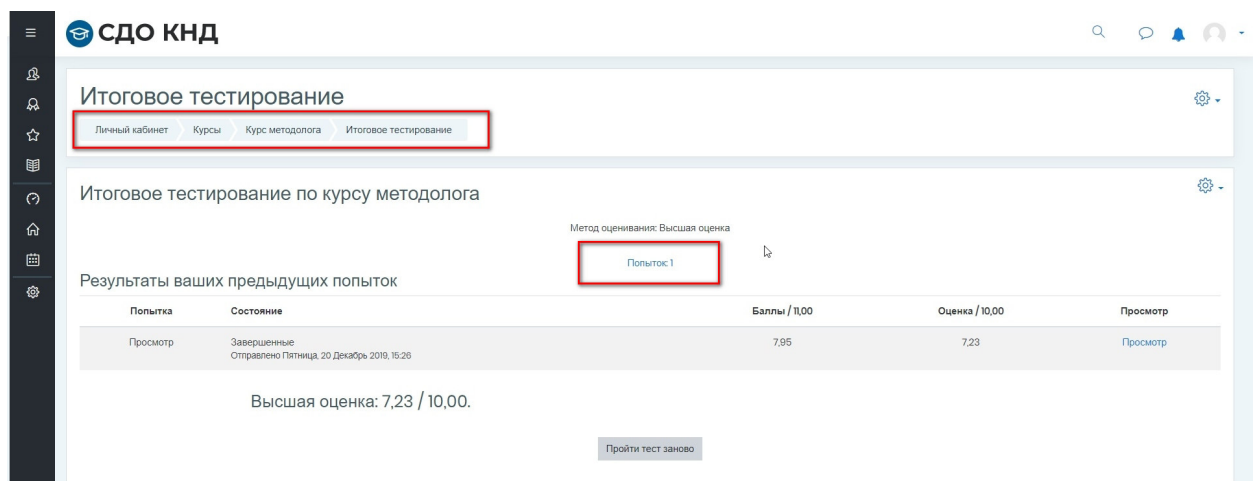 СДО КНД
Итоговое тестирование
Личный кабинет Курсы Курс методолога Итоговое тестирование
Итоговое тестирование по курсу методолога
Метод оценивания: Высшая оценка
Попыток: 1
Результаты ваших предыдущих попыток
Попытка Состояние Баллы / 11,00 Оценка / 10,00 Просмотр
Просмотр Завершенные 7,95 7,23 Просмотр
Отправлено Пятница, 20 Декабрь 2019, 15:26
Высшая оценка: 7,23 / 10,00.
Пройти тест заново